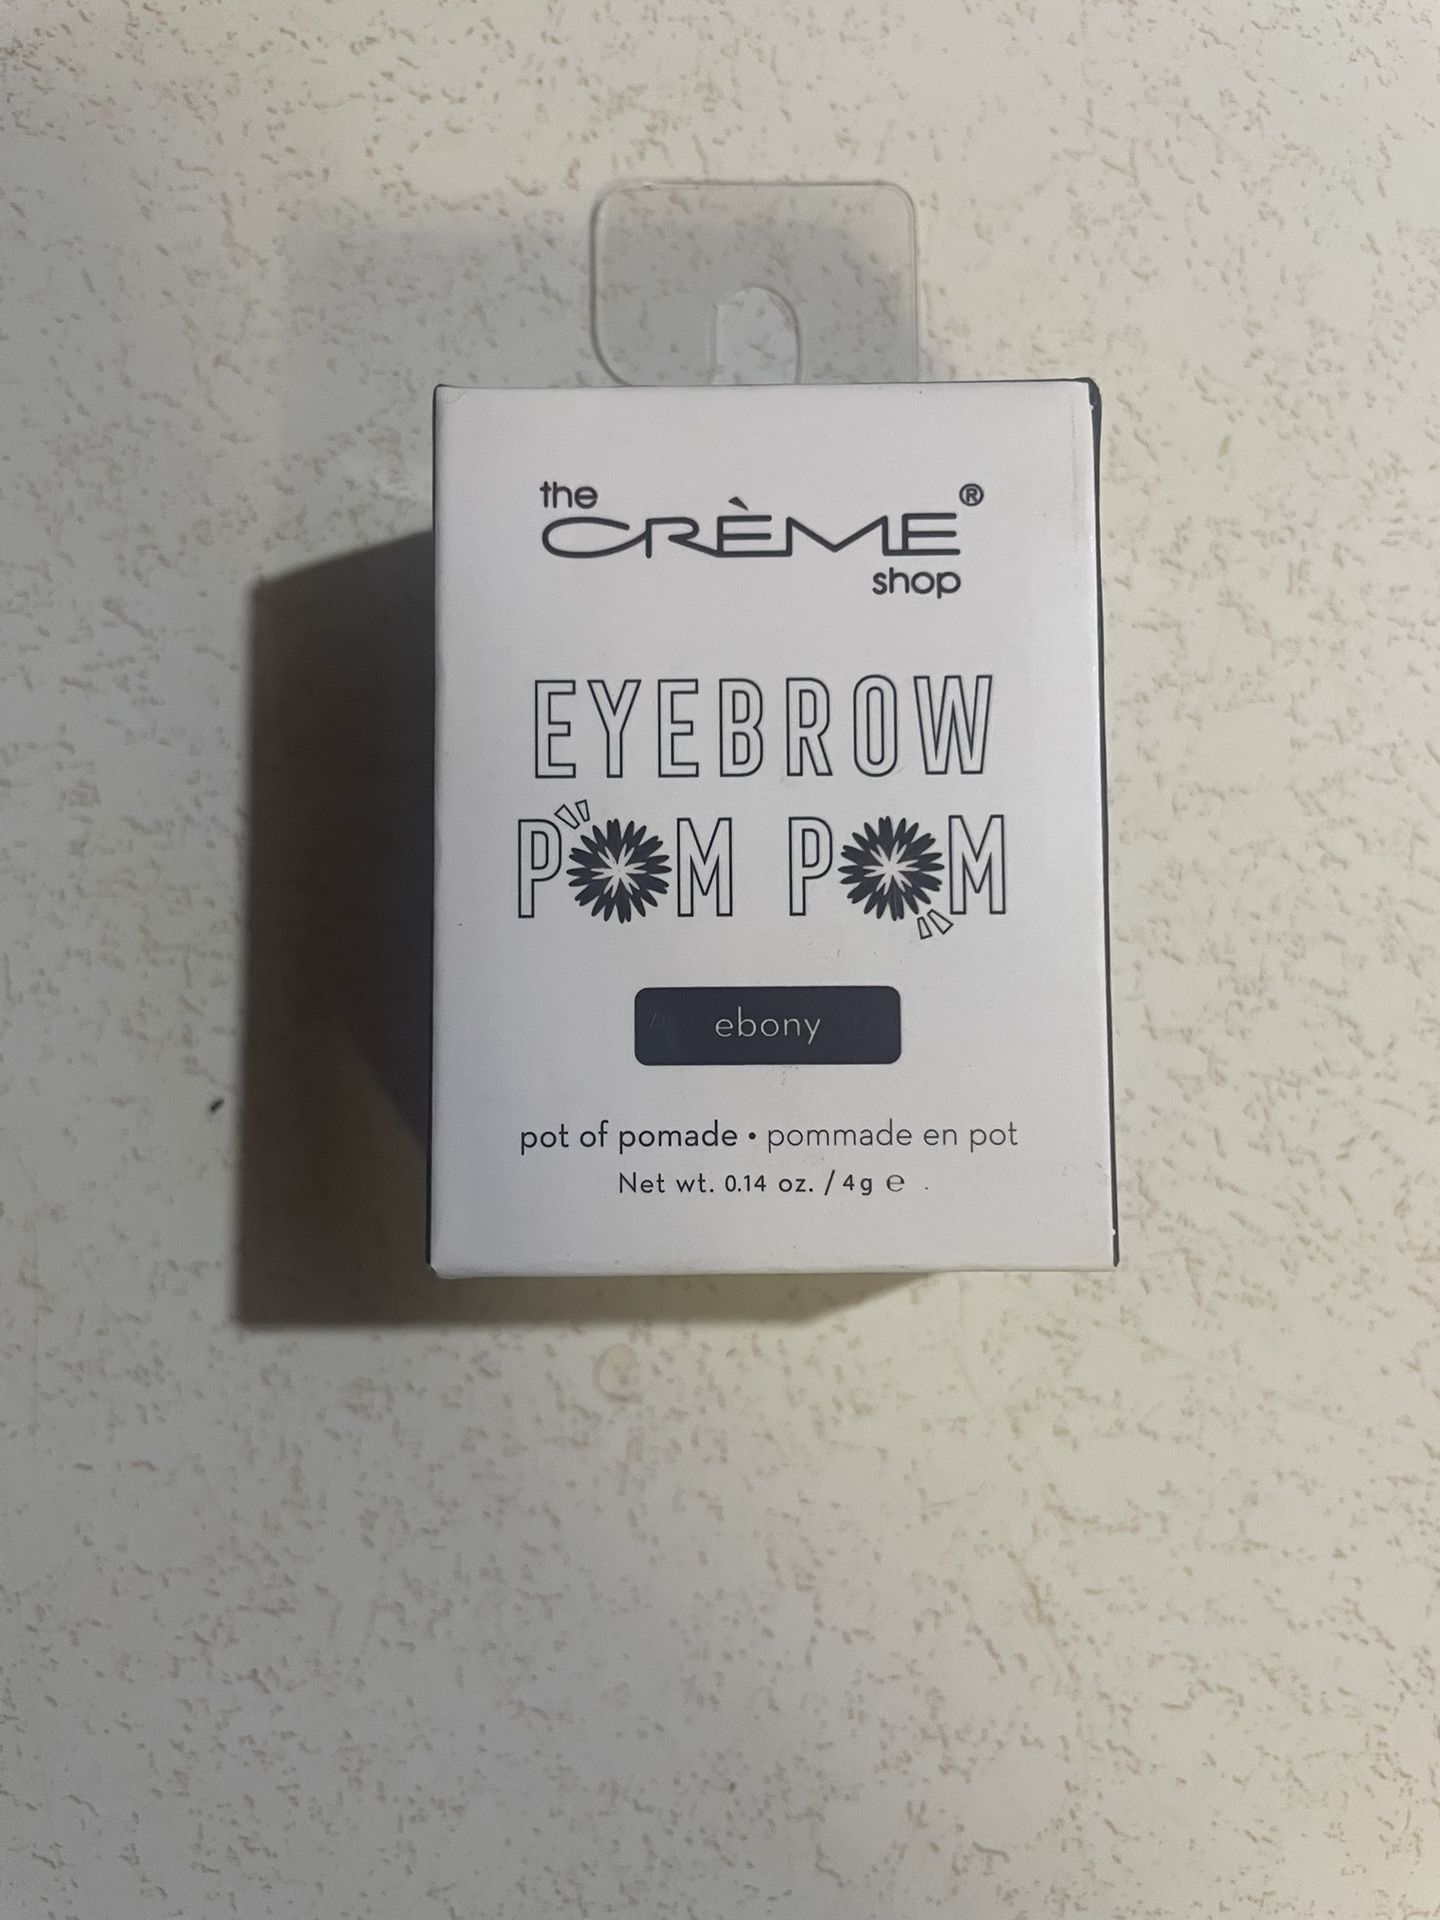 the
CRÈME®
shop
EYEBROW
POM POM
ebony
pot of pomade • pommade en pot
Net wt. 0.14 oz. / 4g ℮